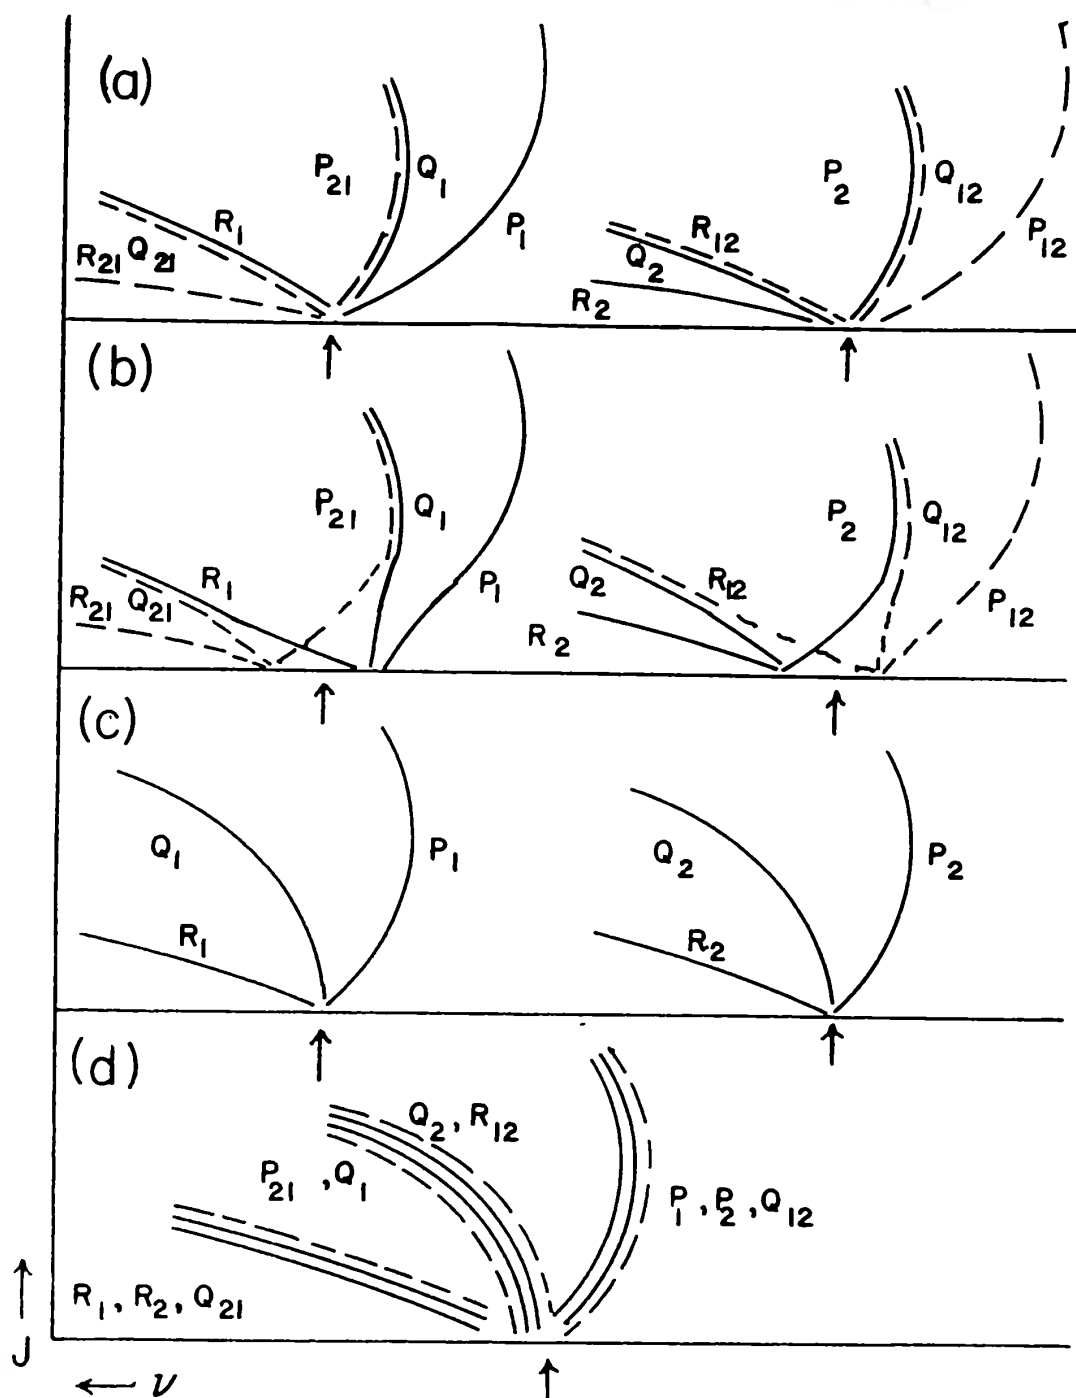 (a)
P21 Q1 P2 Q12
R1 P1 R12 P12
R21 Q21 Q2
R2
(b)
P21 Q1 P2 Q12
R1 P1 Q2 R12 P12
R21 Q21
R2
(c)
Q1 P1 Q2 P2
R1 R2
(d)
Q2, R12
P21, Q1
P1, P2, Q12
R1, R2, Q21
J
ν